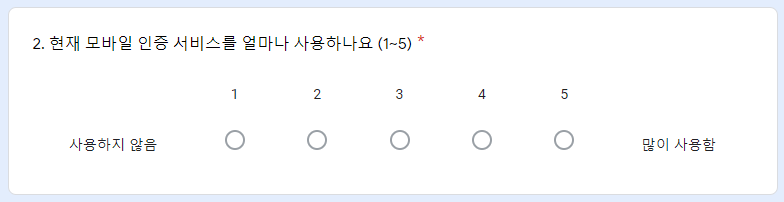 2. 현재 모바일 인증 서비스를 얼마나 사용하나요 (1~5) *
1 2 3 4 5
사용하지 않음 많이 사용함